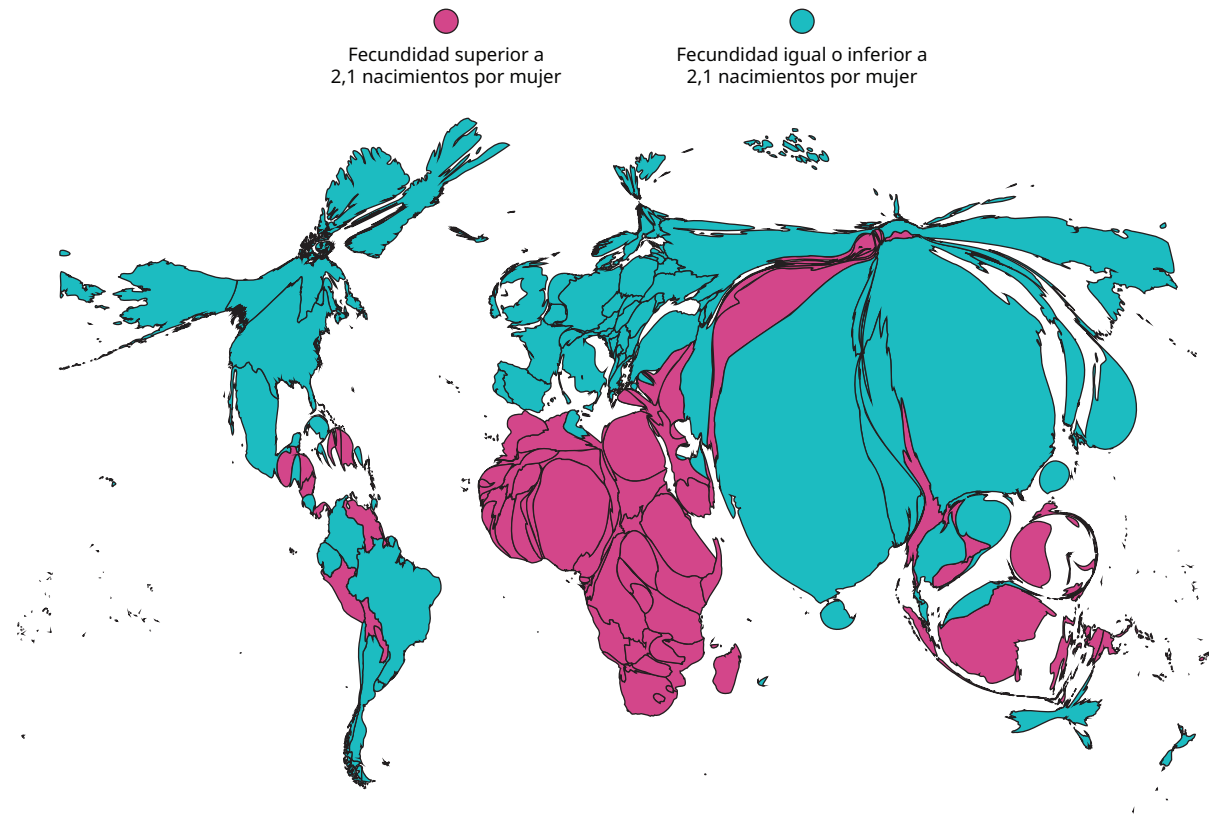 Fecundidad superior a
2,1 nacimientos por mujer
Fecundidad igual o inferior a
2,1 nacimientos por mujer